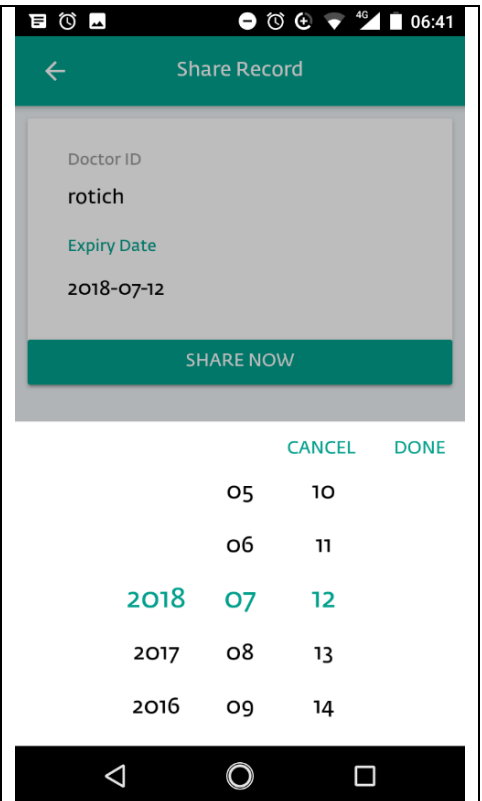 4G 06:41
Share Record
Doctor ID
rotich
Expiry Date
2018-07-12
SHARE NOW
CANCEL DONE
05 10
06 11
2018 07 12
2017 08 13
2016 09 14